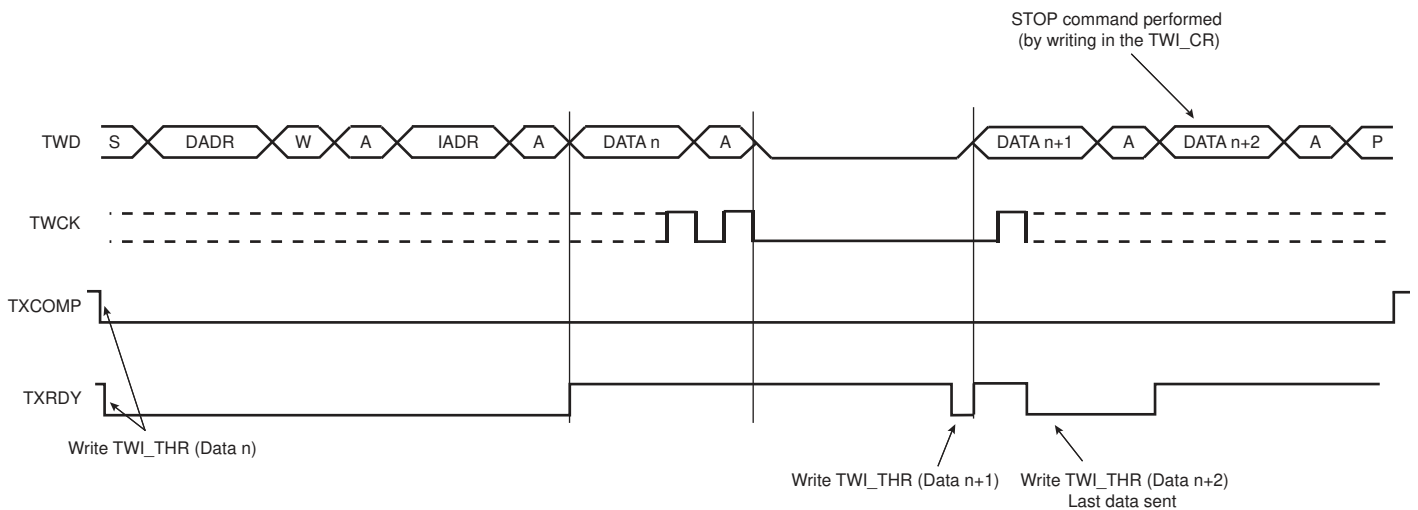 STOP command performed
(by writing in the TWI_CR)
TWD S DADR W A IADR A DATA n A DATA n+1 A DATA n+2 A P
TWCK
TXCOMP
TXRDY
Write TWI_THR (Data n)
Write TWI_THR (Data n+1) Write TWI_THR (Data n+2)
Last data sent